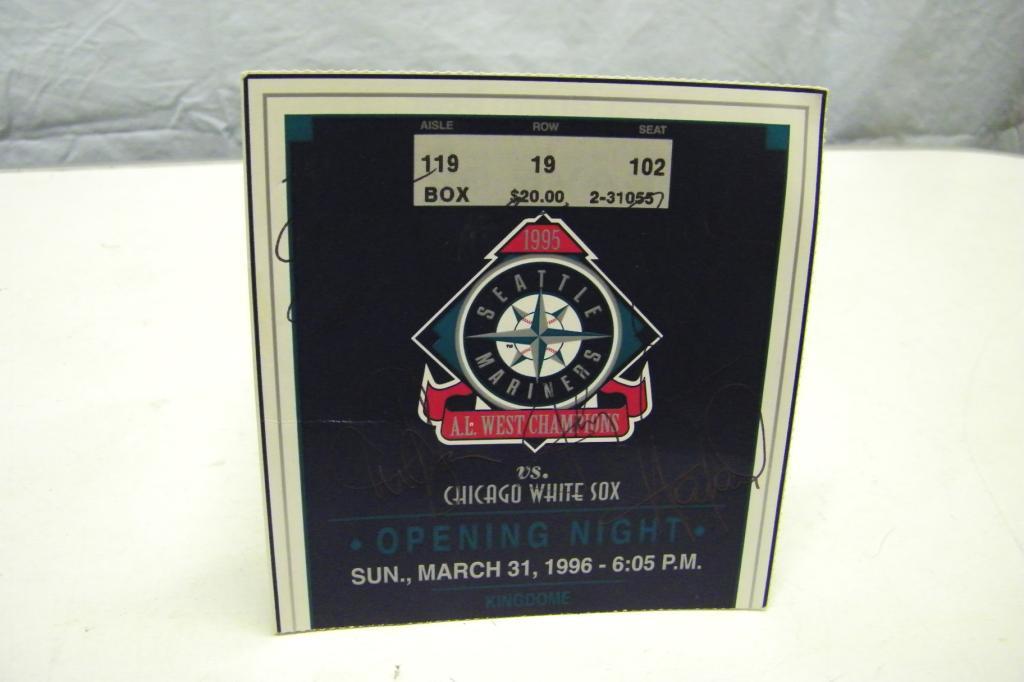 AISLE ROW SEAT
119 19 102
BOX $20.00 2-31055
1995
SEATTLE
MARINERS
TM
A.L. WEST CHAMPIONS
vs.
CHICAGO WHITE SOX
• OPENING NIGHT •
SUN., MARCH 31, 1996 - 6:05 P.M.
KINGDOME